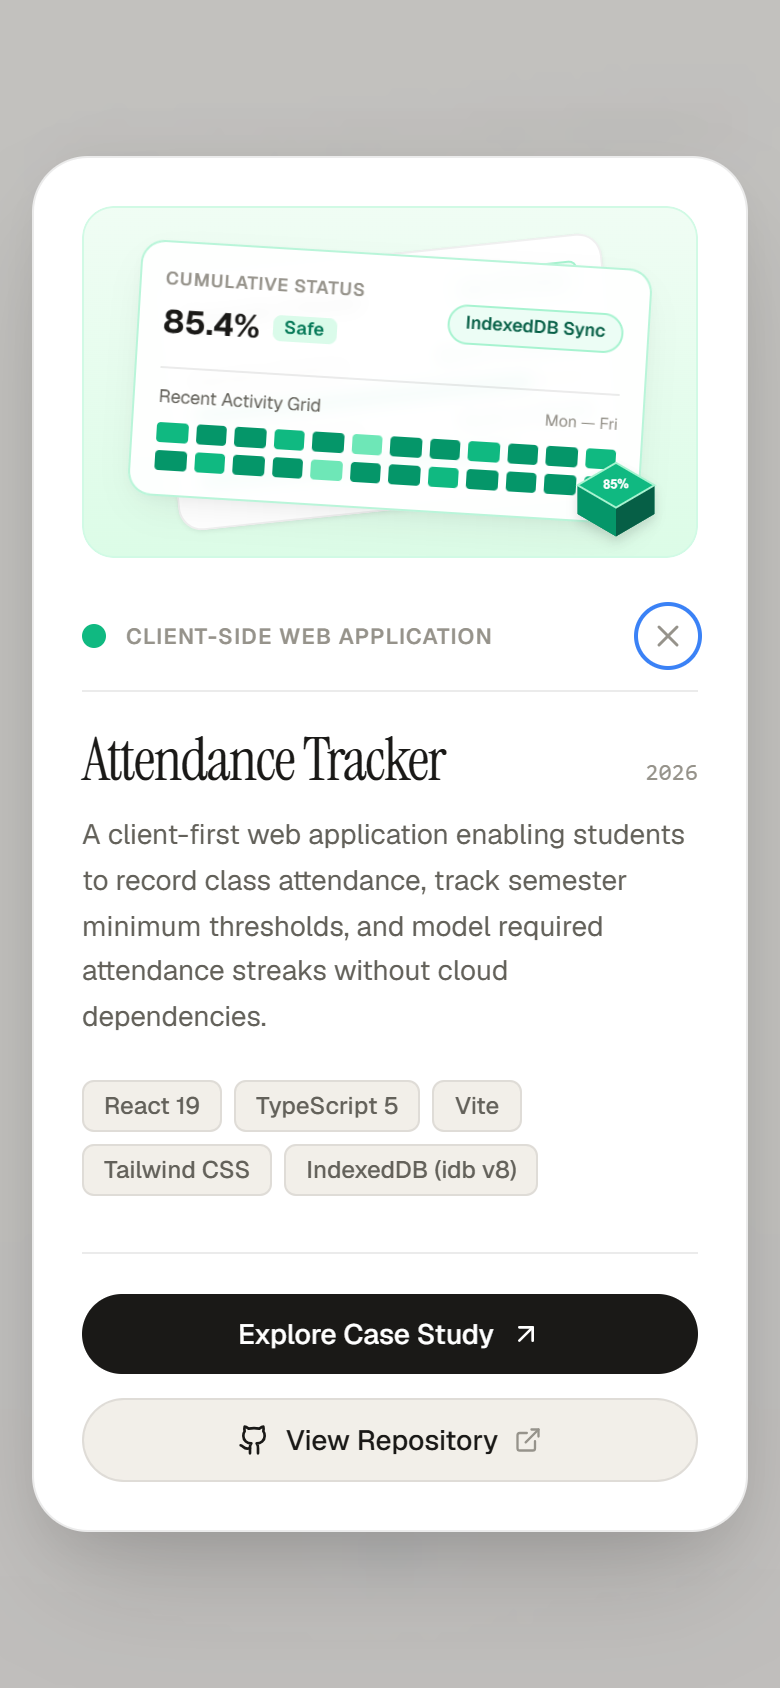 CUMULATIVE STATUS
85.4% Safe
IndexedDB Sync
Recent Activity Grid
Mon — Fri
85%
CLIENT-SIDE WEB APPLICATION
Attendance Tracker
2026
A client-first web application enabling students
to record class attendance, track semester
minimum thresholds, and model required
attendance streaks without cloud
dependencies.
React 19
TypeScript 5
Vite
Tailwind CSS
IndexedDB (idb v8)
Explore Case Study
View Repository